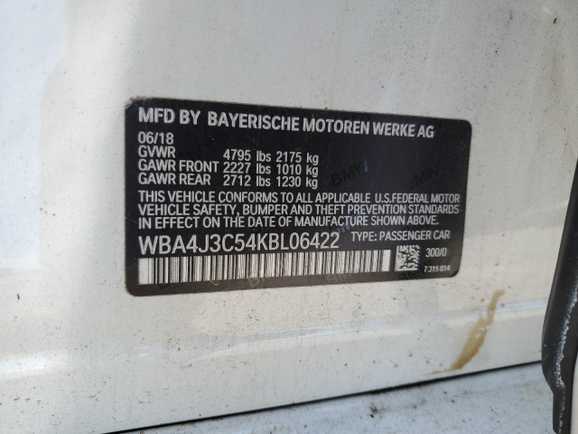 MFD BY BAYERISCHE MOTOREN WERKE AG
06/18
GVWR 4795 lbs 2175 kg
GAWR FRONT 2227 lbs 1010 kg
GAWR REAR 2712 lbs 1230 kg
THIS VEHICLE CONFORMS TO ALL APPLICABLE U.S.FEDERAL MOTOR
VEHICLE SAFETY, BUMPER AND THEFT PREVENTION STANDARDS IN
EFFECT ON THE DATE OF MANUFACTURE SHOWN ABOVE.
WBA4J3C54KBL06422 TYPE: PASSENGER CAR
300/0